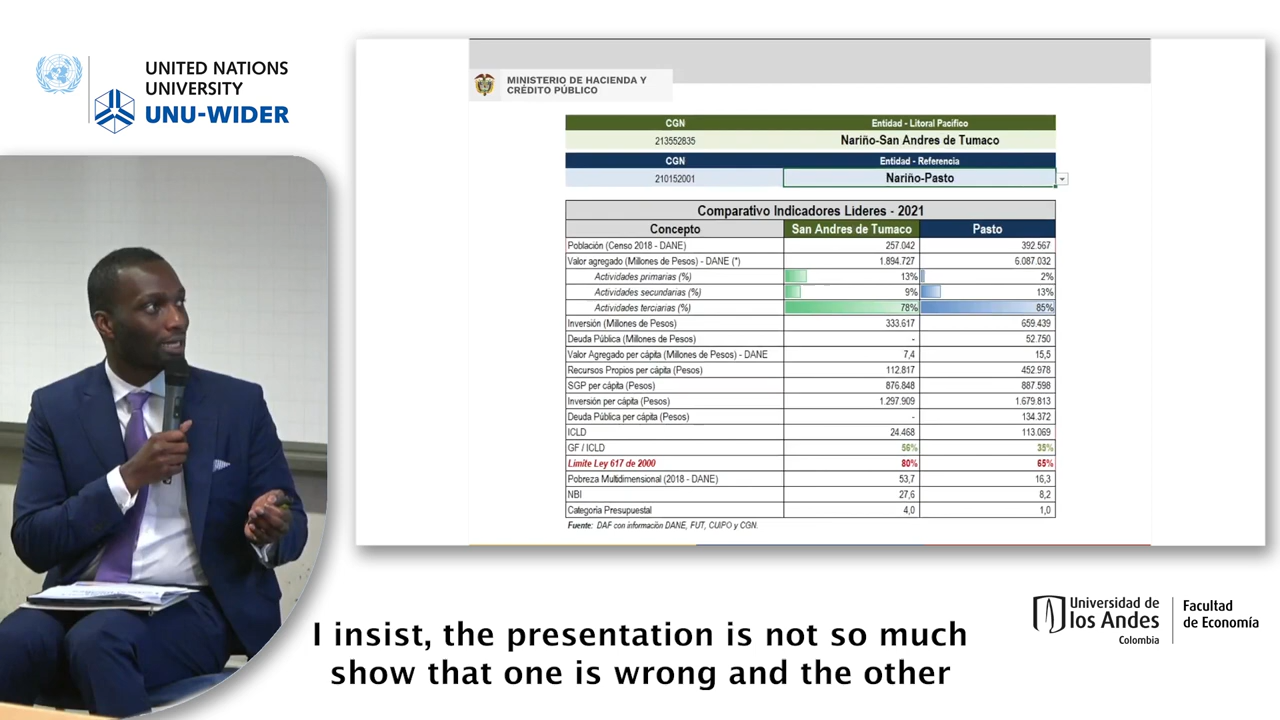 UNITED NATIONS
UNIVERSITY
UNU-WIDER
MINISTERIO DE HACIENDA Y
CRÉDITO PÚBLICO
CGN Entidad - Litoral Pacifico
213552835 Nariño-San Andres de Tumaco
CGN Entidad - Referencia
210152001 Nariño-Pasto
Comparativo Indicadores Lideres - 2021
Concepto San Andres de Tumaco Pasto
Población (Censo 2018 - DANE) 257.042 392.567
Valor agregado (Millones de Pesos) - DANE (*) 1.894.727 6.087.032
Actividades primarias (%) 13% 2%
Actividades secundarias (%) 9% 13%
Actividades terciarias (%) 78% 85%
Inversión (Millones de Pesos) 333.617 659.439
Deuda Pública (Millones de Pesos) - 52.750
Valor Agregado per cápita (Millones de Pesos) - DANE 7,4 15,5
Recursos Propios per cápita (Pesos) 112.817 452.978
SGP per cápita (Pesos) 876.848 887.598
Inversión per cápita (Pesos) 1.297.909 1.679.813
Deuda Pública per cápita (Pesos) - 134.372
ICLD 24.468 113.069
GF / ICLD 56% 35%
Limite Ley 617 de 2000 80% 65%
Pobreza Multidimensional (2018 - DANE) 53,7 16,3
NBI 27,6 8,2
Categoria Presupuestal 4,0 1,0
Fuente: DAF con información DANE, FUT, CUIPO y CGN.
I insist, the presentation is not so much
show that one is wrong and the other
Universidad de
los Andes
Colombia
Facultad
de Economía